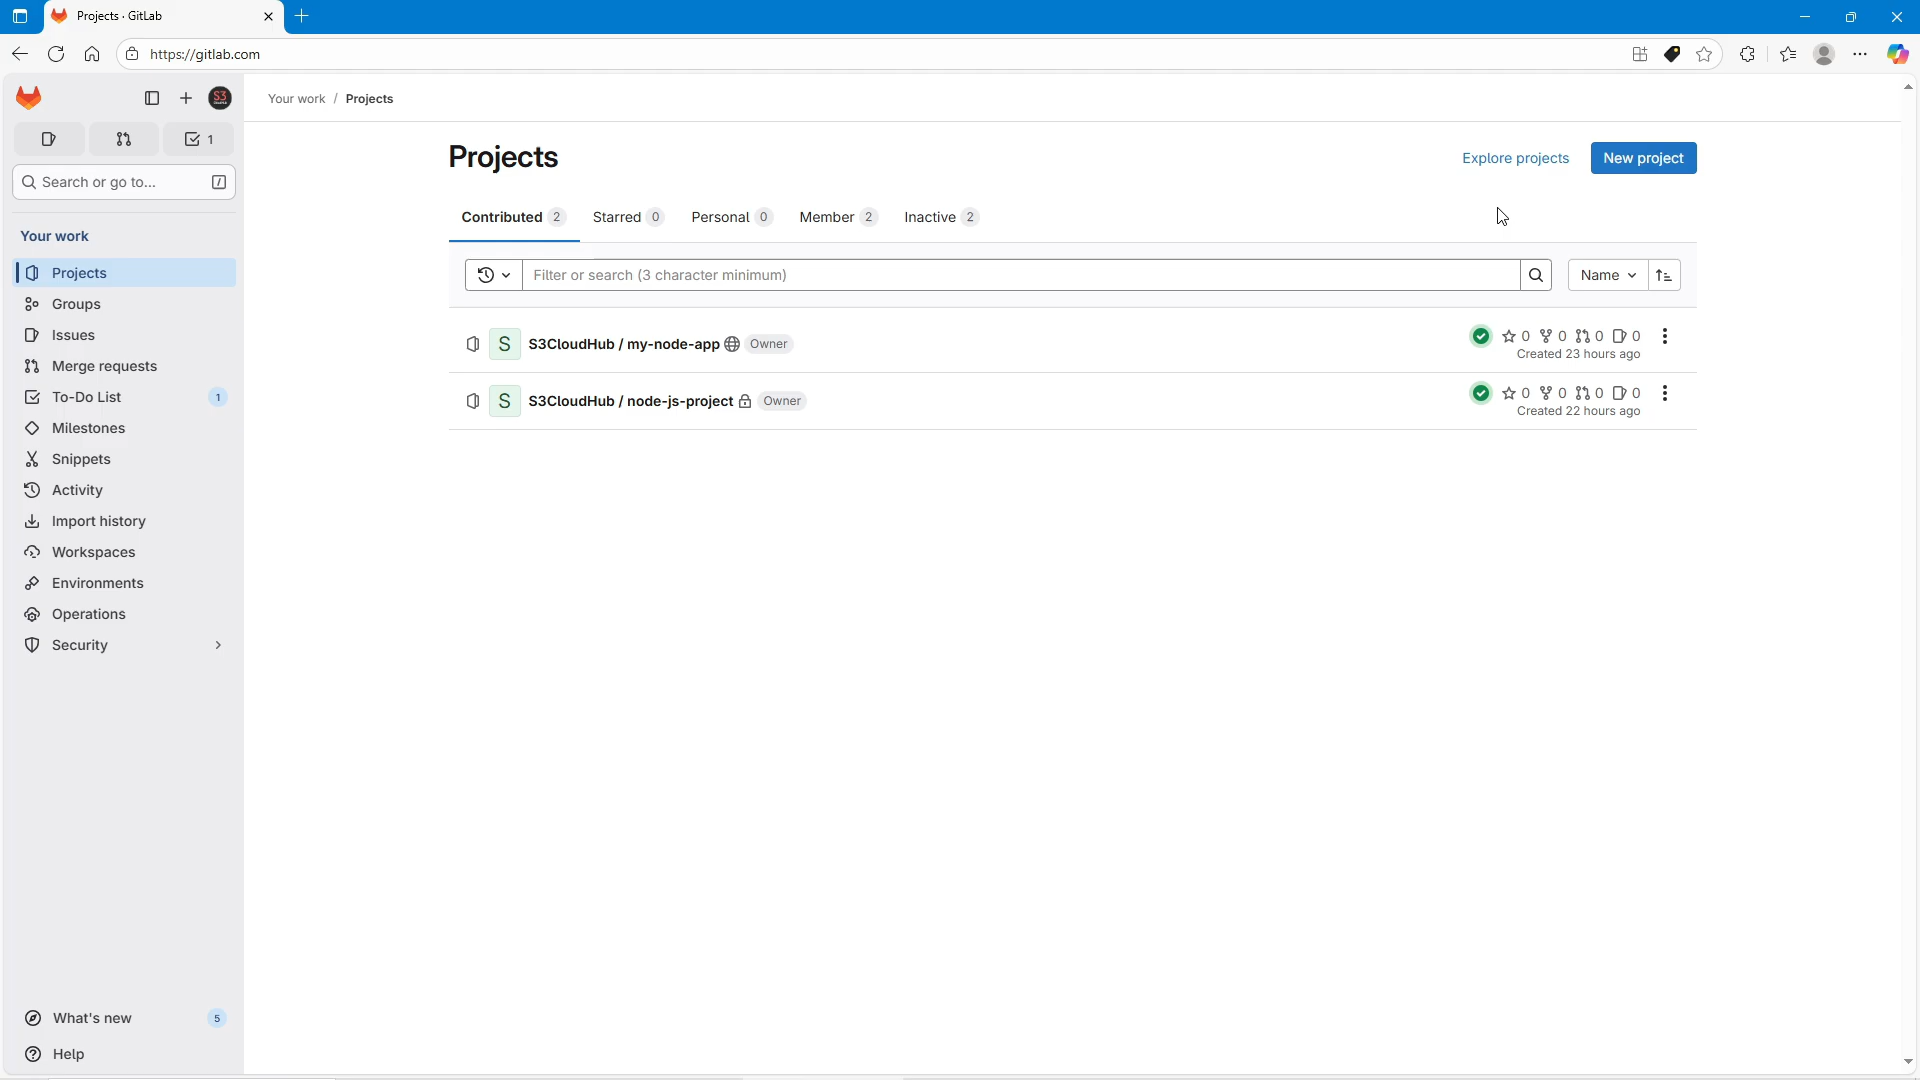 Projects · GitLab
https://gitlab.com
S3
Your work / Projects
1
Search or go to... /
Projects
Explore projects
New project
Contributed 2 Starred 0 Personal 0 Member 2 Inactive 2
Your work
Projects
Groups
Issues
Merge requests
To-Do List 1
Milestones
Snippets
Activity
Import history
Workspaces
Environments
Operations
Security
What's new 5
Help
Filter or search (3 character minimum)
Name
S S3CloudHub / my-node-app Owner
0 0 0 0
Created 23 hours ago
S S3CloudHub / node-js-project Owner
0 0 0 0
Created 22 hours ago